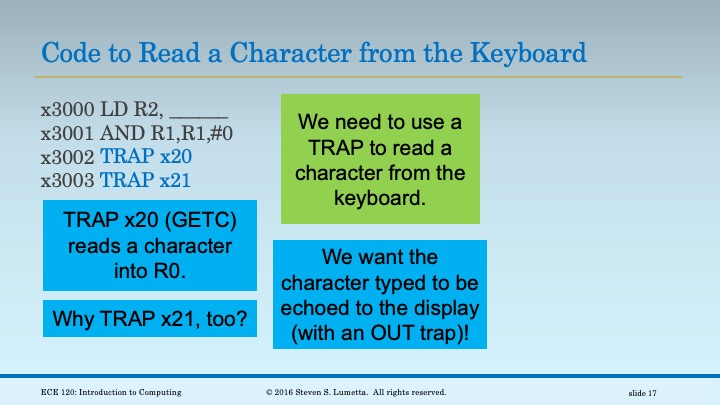 Code to Read a Character from the Keyboard
x3000 LD R2, ______
x3001 AND R1,R1,#0
x3002 TRAP x20
x3003 TRAP x21
We need to use a
TRAP to read a
character from the
keyboard.
TRAP x20 (GETC)
reads a character
into R0.
We want the
character typed to be
echoed to the display
(with an OUT trap)!
Why TRAP x21, too?
ECE 120: Introduction to Computing
© 2016 Steven S. Lumetta. All rights reserved.
slide 17